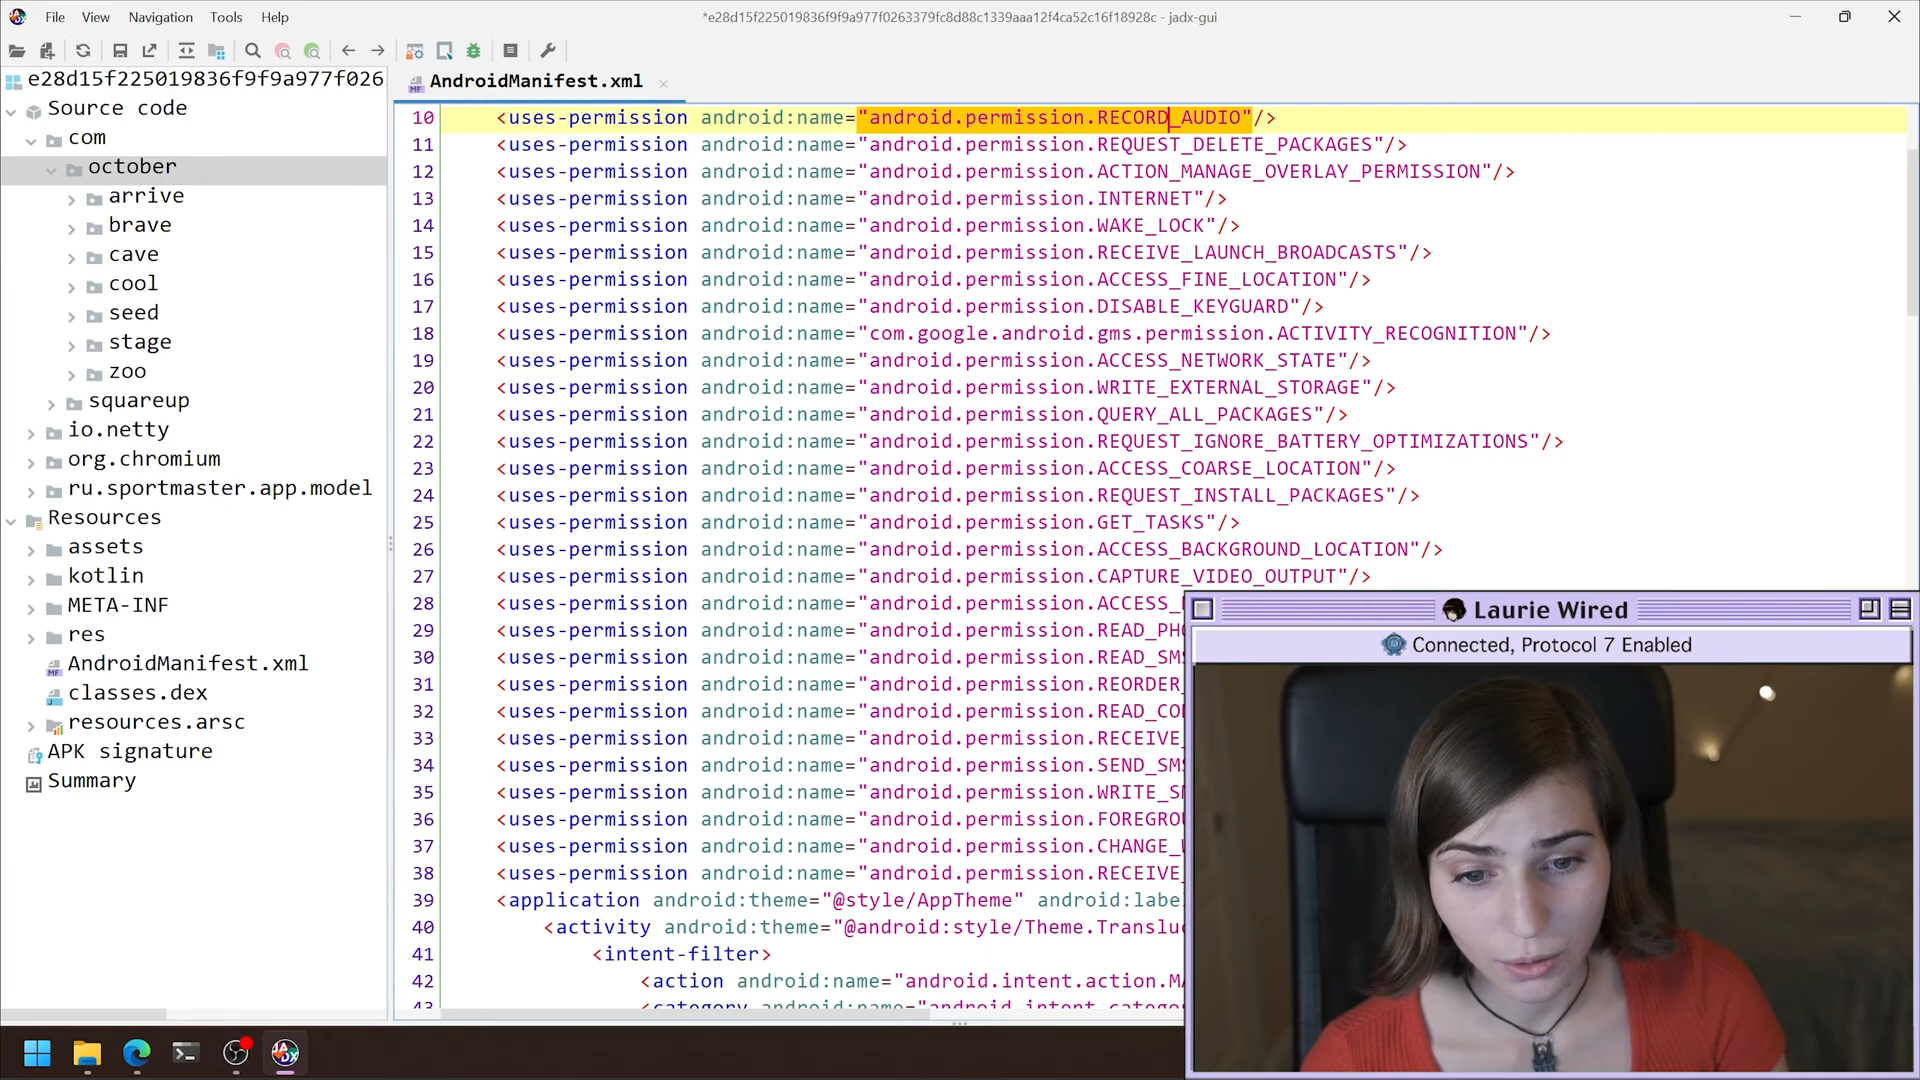 File View Navigation Tools Help
*e28d15f225019836f9f9a977f0263379fc8d88c1339aaa12f4ca52c16f18928c - jadx-gui
e28d15f225019836f9f9a977f026
Source code
com
october
arrive
brave
cave
cool
seed
stage
zoo
squareup
io.netty
org.chromium
ru.sportmaster.app.model
Resources
assets
kotlin
META-INF
res
AndroidManifest.xml
classes.dex
resources.arsc
APK signature
Summary
AndroidManifest.xml
10 <uses-permission android:name="android.permission.RECORD_AUDIO"/>
11 <uses-permission android:name="android.permission.REQUEST_DELETE_PACKAGES"/>
12 <uses-permission android:name="android.permission.ACTION_MANAGE_OVERLAY_PERMISSION"/>
13 <uses-permission android:name="android.permission.INTERNET"/>
14 <uses-permission android:name="android.permission.WAKE_LOCK"/>
15 <uses-permission android:name="android.permission.RECEIVE_LAUNCH_BROADCASTS"/>
16 <uses-permission android:name="android.permission.ACCESS_FINE_LOCATION"/>
17 <uses-permission android:name="android.permission.DISABLE_KEYGUARD"/>
18 <uses-permission android:name="com.google.android.gms.permission.ACTIVITY_RECOGNITION"/>
19 <uses-permission android:name="android.permission.ACCESS_NETWORK_STATE"/>
20 <uses-permission android:name="android.permission.WRITE_EXTERNAL_STORAGE"/>
21 <uses-permission android:name="android.permission.QUERY_ALL_PACKAGES"/>
22 <uses-permission android:name="android.permission.REQUEST_IGNORE_BATTERY_OPTIMIZATIONS"/>
23 <uses-permission android:name="android.permission.ACCESS_COARSE_LOCATION"/>
24 <uses-permission android:name="android.permission.REQUEST_INSTALL_PACKAGES"/>
25 <uses-permission android:name="android.permission.GET_TASKS"/>
26 <uses-permission android:name="android.permission.ACCESS_BACKGROUND_LOCATION"/>
27 <uses-permission android:name="android.permission.CAPTURE_VIDEO_OUTPUT"/>
28 <uses-permission android:name="android.permission.ACCESS_
29 <uses-permission android:name="android.permission.READ_PH
30 <uses-permission android:name="android.permission.READ_SMS
31 <uses-permission android:name="android.permission.REORDER_
32 <uses-permission android:name="android.permission.READ_CO
33 <uses-permission android:name="android.permission.RECEIVE_
34 <uses-permission android:name="android.permission.SEND_SMS
35 <uses-permission android:name="android.permission.WRITE_S
36 <uses-permission android:name="android.permission.FOREGRO
37 <uses-permission android:name="android.permission.CHANGE_
38 <uses-permission android:name="android.permission.RECEIVE_
39 <application android:theme="@style/AppTheme" android:labe
40 <activity android:theme="@android:style/Theme.Transluc
41 <intent-filter>
42 <action android:name="android.intent.action.MA
43 <category android:name="android.intent.categor
Laurie Wired
Connected, Protocol 7 Enabled